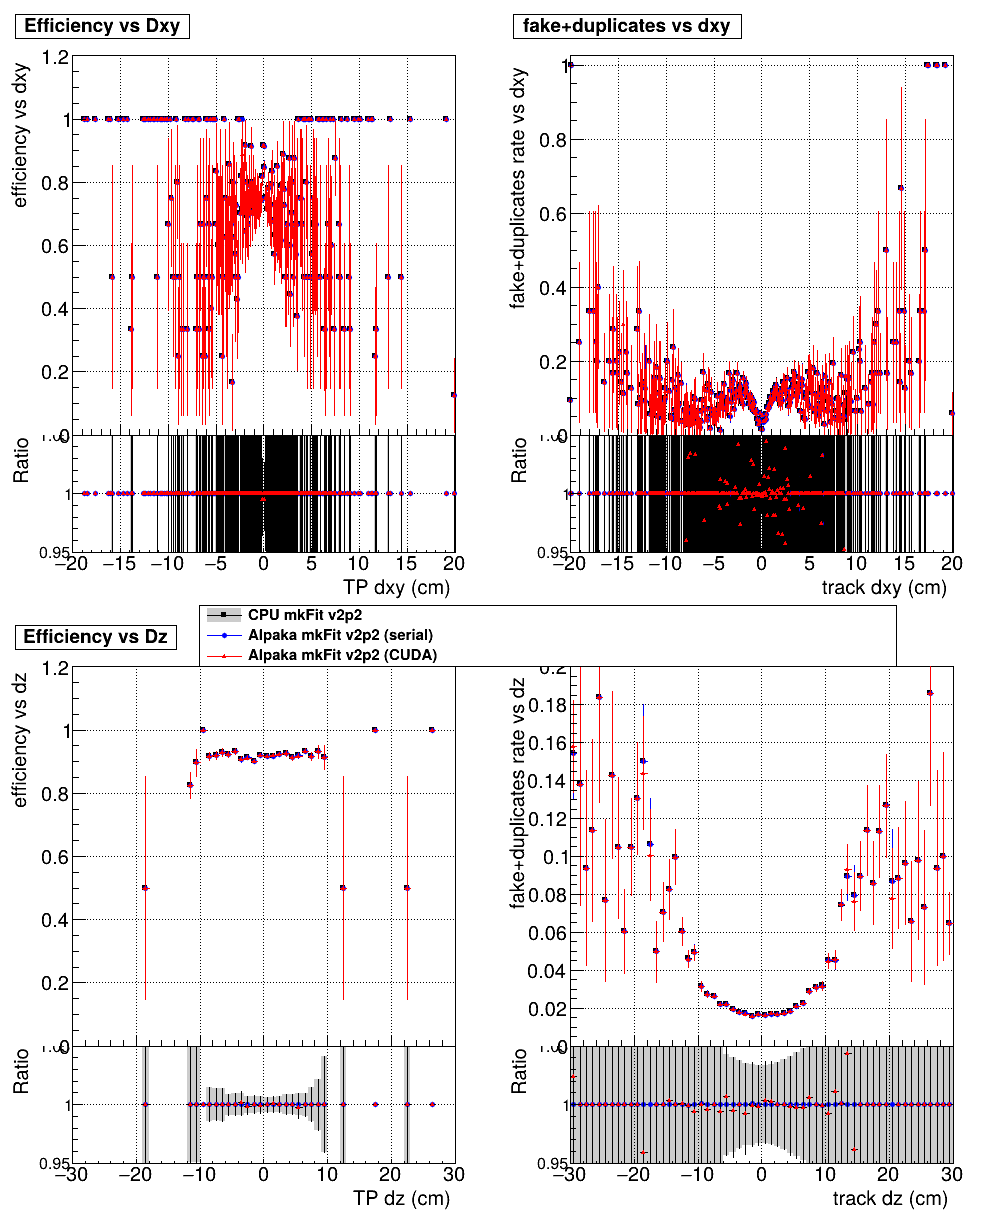 Efficiency vs Dxy
fake+duplicates vs dxy
efficiency vs dxy
1.2
1
0.8
0.6
0.4
0.2
0
fake+duplicates rate vs dxy
1
0.8
0.6
0.4
0.2
0
Ratio
1
0.95
−20 −15 −10 −5 0 5 10 15 20
TP dxy (cm)
Ratio
1
0.95
−20 −15 −10 −5 0 5 10 15 20
track dxy (cm)
CPU mkFit v2p2
Alpaka mkFit v2p2 (serial)
Alpaka mkFit v2p2 (CUDA)
Efficiency vs Dz
efficiency vs dz
1.2
1
0.8
0.6
0.4
0.2
0
fake+duplicates rate vs dz
0.2
0.18
0.16
0.14
0.12
0.1
0.08
0.06
0.04
0.02
0
Ratio
1
0.95
−30 −20 −10 0 10 20 30
TP dz (cm)
Ratio
1
0.95
−30 −20 −10 0 10 20 30
track dz (cm)